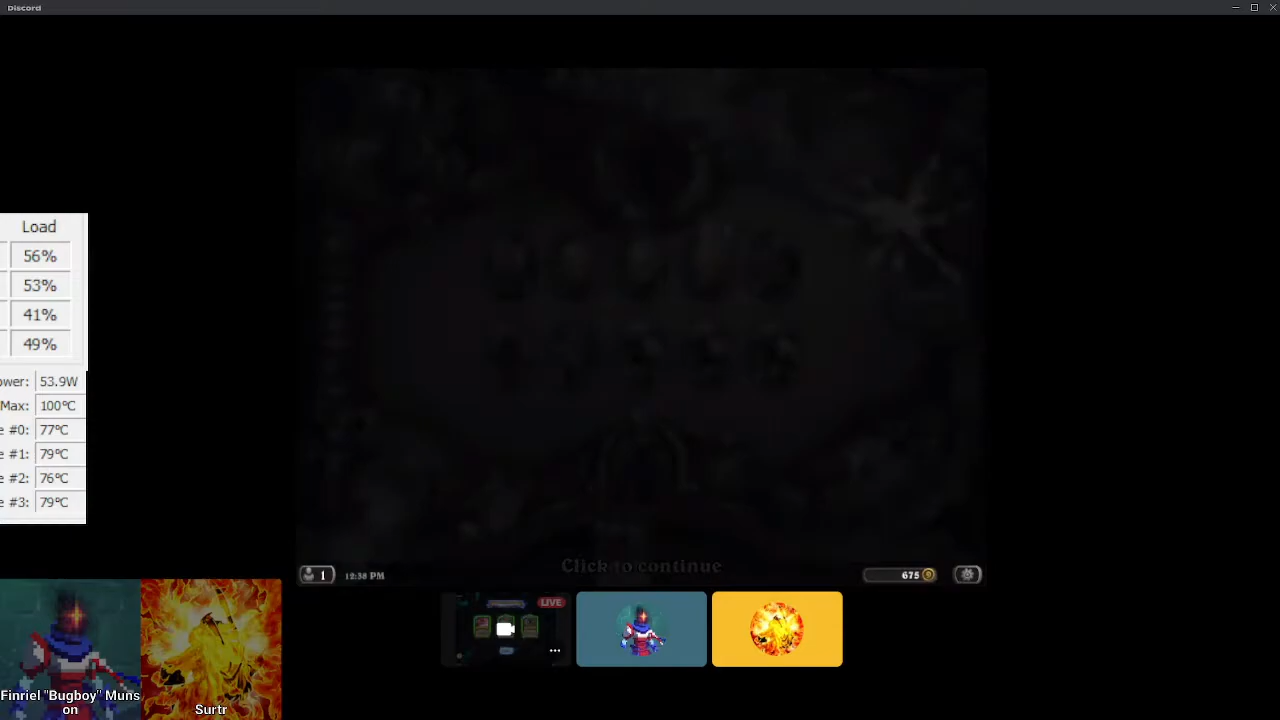 Discord
Load
56%
53%
41%
49%
ower: 53.9W
Max: 100°C
e #0: 77°C
e #1: 79°C
e #2: 76°C
e #3: 79°C
Click to continue
1
12:38 PM
675
LIVE
Finriel "Bugboy" Muns
on
Surtr